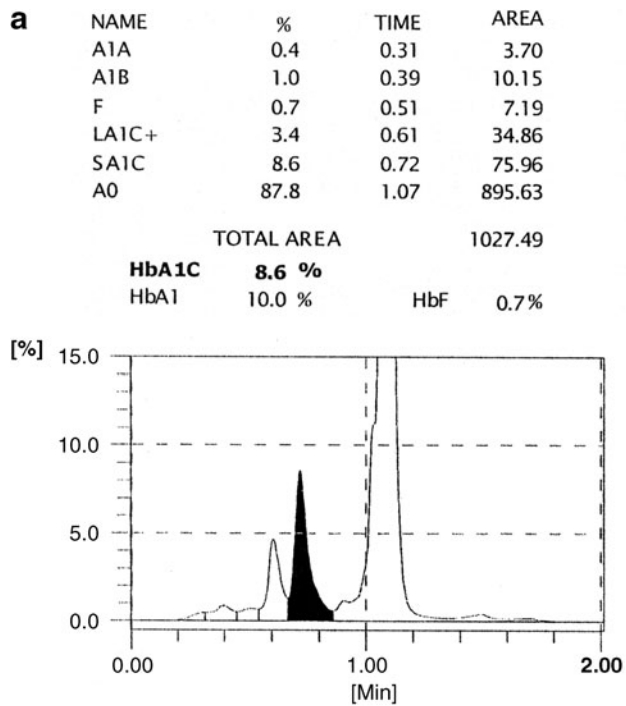 a
NAME % TIME AREA
A1A 0.4 0.31 3.70
A1B 1.0 0.39 10.15
F 0.7 0.51 7.19
LA1C+ 3.4 0.61 34.86
SA1C 8.6 0.72 75.96
A0 87.8 1.07 895.63
TOTAL AREA 1027.49
HbA1C 8.6 %
HbA1 10.0 % HbF 0.7%
[%] 15.0
10.0
5.0
0.0
0.00 1.00 2.00
[Min]